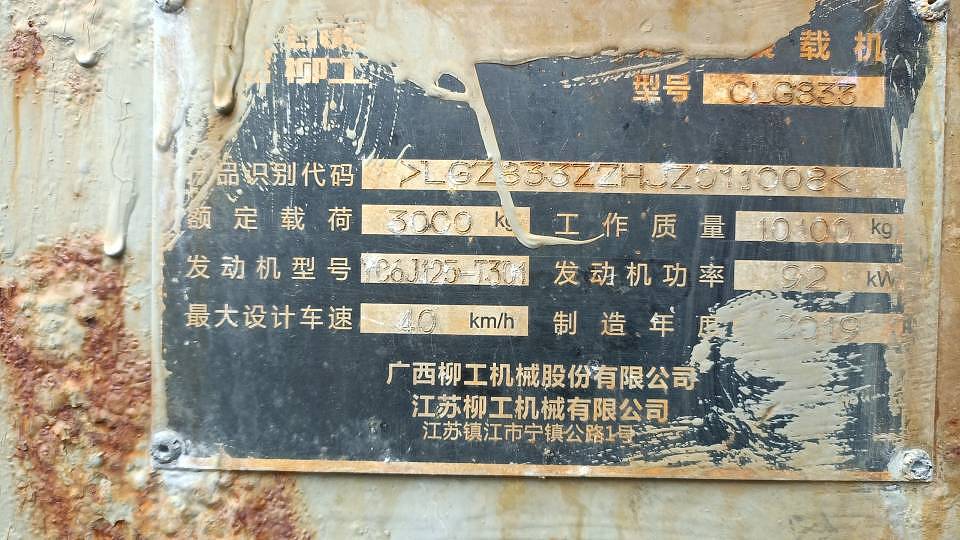 柳工
载机
型号 CLG833
品识别代码 >LGZ833ZZHJZ011008<
额定载荷 3000 kg 工作质量 10100 kg
发动机型号 YC6J125-T301 发动机功率 92 kW
最大设计车速 40 km/h 制造年 2019
广西柳工机械股份有限公司
江苏柳工机械有限公司
江苏镇江市宁镇公路1号